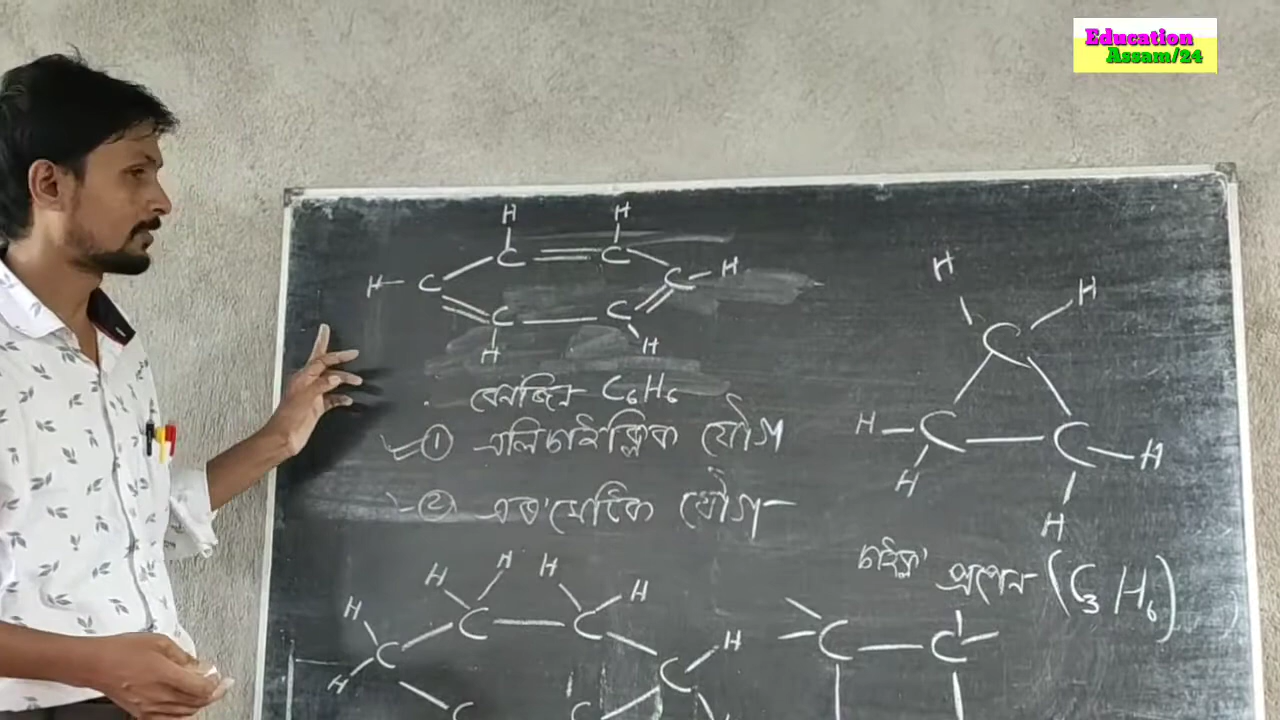 Education
Assam/24
H H
H C C C H
C C
H H
বেনজিন C₆H₆
① এলিচাইক্লিক যৌগ
② এৰ'মেটিক যৌগ
H H
C
H C C H
H H
চাইক্ল' প্ৰপেন (C₃H₆)
H H H H
H C C H
C C C C
H
C C